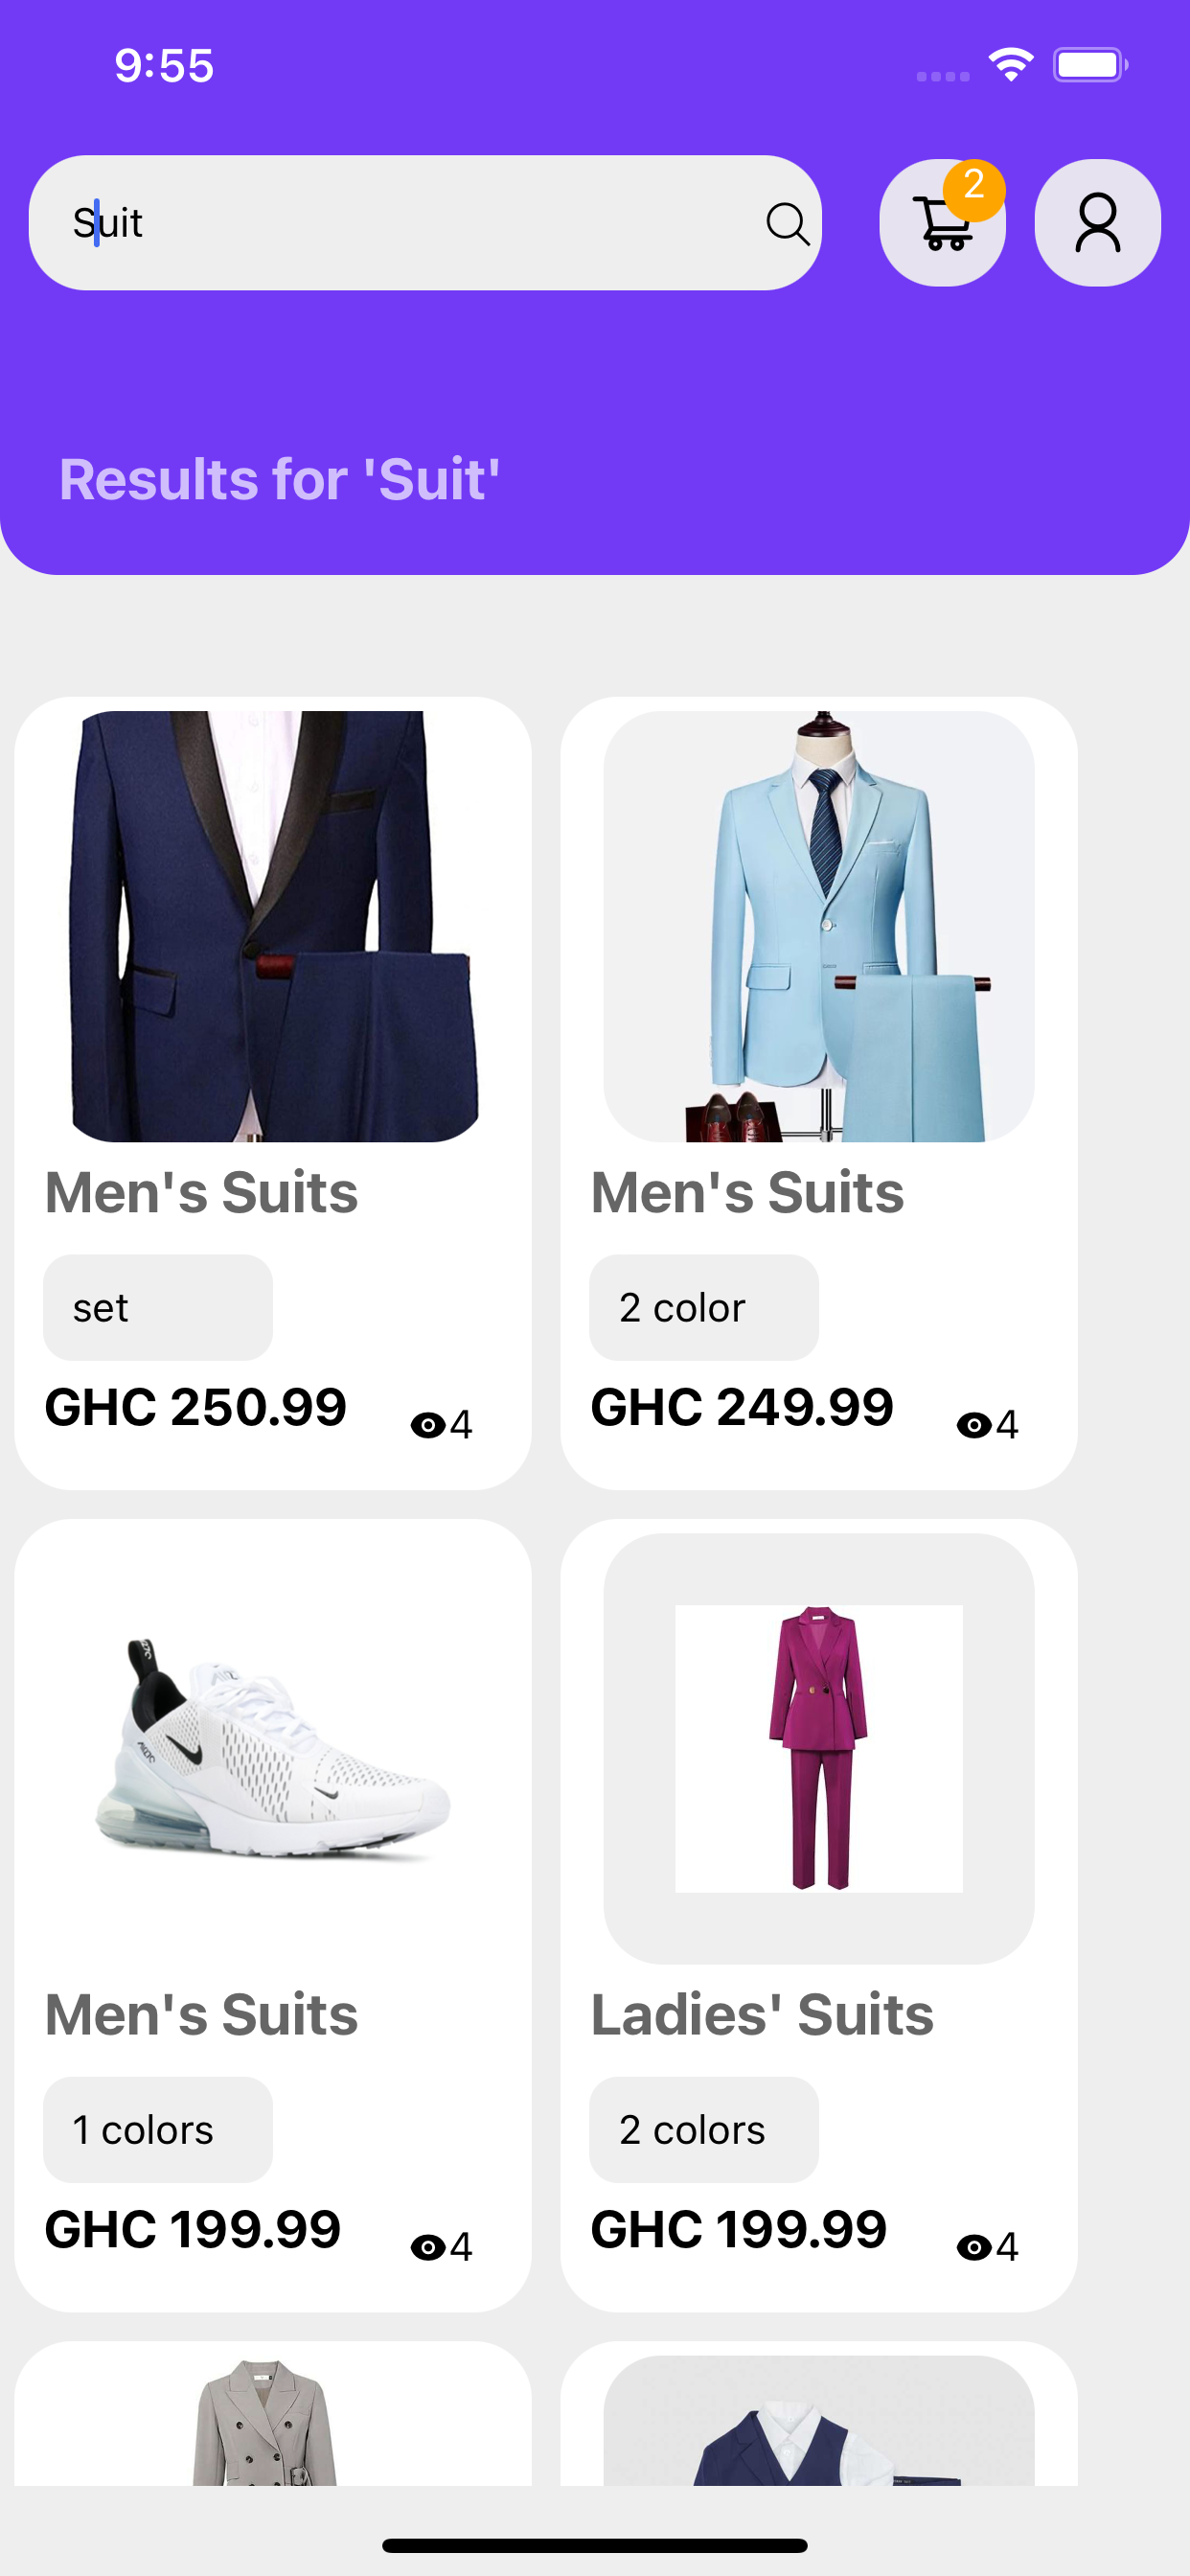 9:55
Suit
2
Results for 'Suit'
Men's Suits
set
GHC 250.99
4
Men's Suits
2 color
GHC 249.99
4
Men's Suits
1 colors
GHC 199.99
4
Ladies' Suits
2 colors
GHC 199.99
4